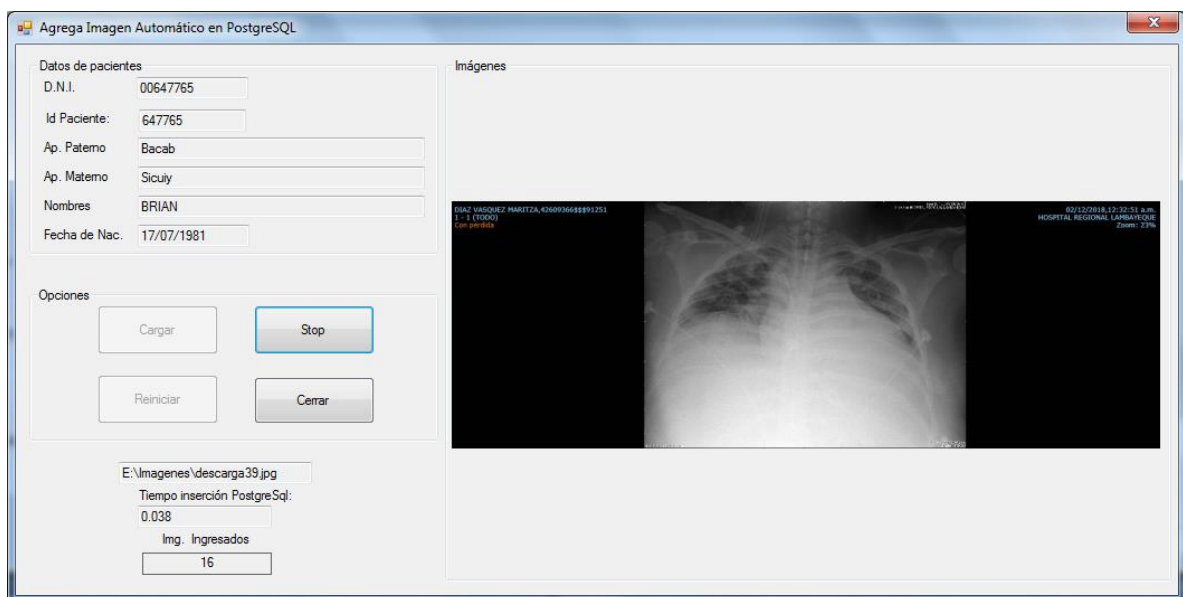 Agrega Imagen Automático en PostgreSQL
Datos de pacientes
D.N.I. 00647765
Id Paciente: 647765
Ap. Paterno Bacab
Ap. Materno Sicuiy
Nombres BRIAN
Fecha de Nac. 17/07/1981
Opciones
Cargar Stop
Reiniciar Cerrar
E:\Imagenes\descarga39.jpg
Tiempo inserción PostgreSql:
0.038
Img. Ingresados
16
Imágenes
DIAZ VASQUEZ MARITZA,42609366$$$91251
1 - 1 (TODO)
Con pérdida
02/12/2018,12:32:51 a.m.
HOSPITAL REGIONAL LAMBAYEQUE
Zoom: 23%